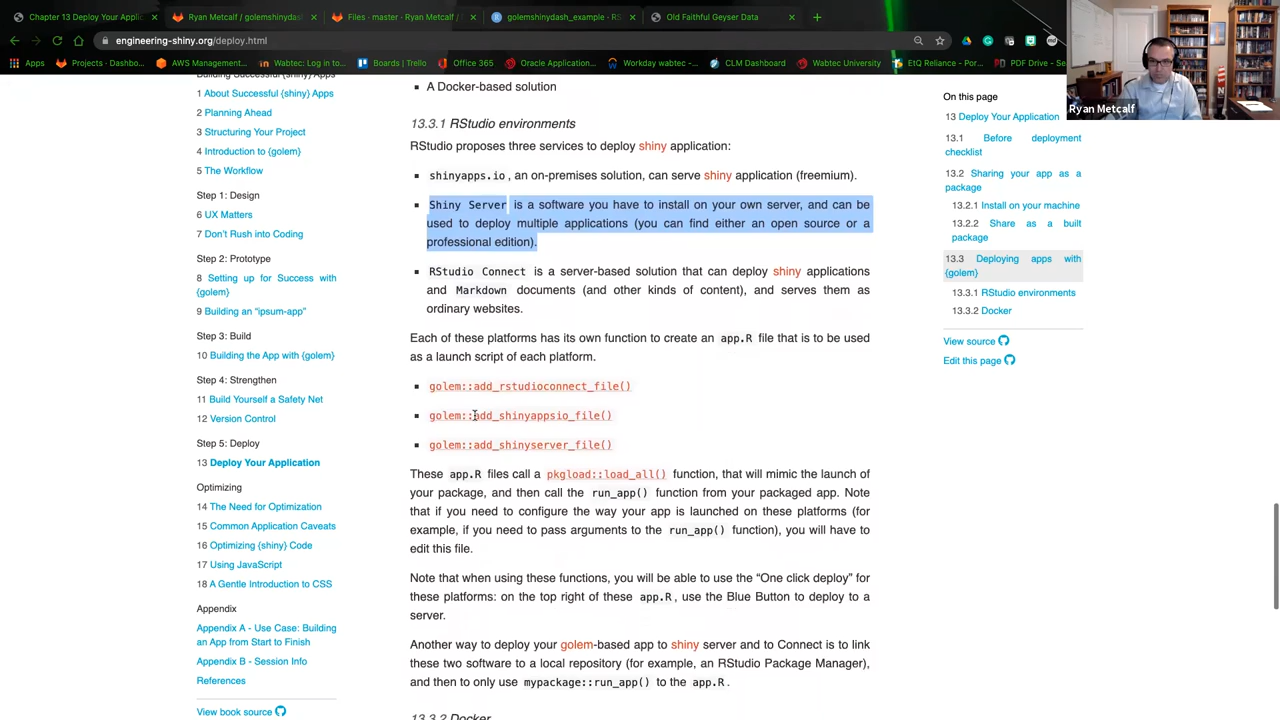 Chapter 13 Deploy Your Applic
Ryan Metcalf / golemshinydash
Files · master · Ryan Metcalf /
golemshinydash_example - RS
Old Faithful Geyser Data
engineering-shiny.org/deploy.html
Apps
Projects · Dashbo...
AWS Management...
Wabtec: Log in to...
Boards | Trello
Office 365
Oracle Application...
Workday wabtec -...
CLM Dashboard
Wabtec University
EtQ Reliance - Por...
PDF Drive - Se
Ryan Metcalf
Building Successful {shiny} Apps
1 About Successful {shiny} Apps
2 Planning Ahead
3 Structuring Your Project
4 Introduction to {golem}
5 The Workflow
Step 1: Design
6 UX Matters
7 Don't Rush into Coding
Step 2: Prototype
8 Setting up for Success with
{golem}
9 Building an "ipsum-app"
Step 3: Build
10 Building the App with {golem}
Step 4: Strengthen
11 Build Yourself a Safety Net
12 Version Control
Step 5: Deploy
13 Deploy Your Application
Optimizing
14 The Need for Optimization
15 Common Application Caveats
16 Optimizing {shiny} Code
17 Using JavaScript
18 A Gentle Introduction to CSS
Appendix
Appendix A - Use Case: Building
an App from Start to Finish
Appendix B - Session Info
References
View book source
A Docker-based solution
13.3.1 RStudio environments
RStudio proposes three services to deploy shiny application:
shinyapps.io, an on-premises solution, can serve shiny application (freemium).
Shiny Server is a software you have to install on your own server, and can be
used to deploy multiple applications (you can find either an open source or a
professional edition).
RStudio Connect is a server-based solution that can deploy shiny applications
and Markdown documents (and other kinds of content), and serves them as
ordinary websites.
Each of these platforms has its own function to create an app.R file that is to be used
as a launch script of each platform.
golem::add_rstudioconnect_file()
golem::add_shinyappsio_file()
golem::add_shinyserver_file()
These app.R files call a pkgload::load_all() function, that will mimic the launch of
your package, and then call the run_app() function from your packaged app. Note
that if you need to configure the way your app is launched on these platforms (for
example, if you need to pass arguments to the run_app() function), you will have to
edit this file.
Note that when using these functions, you will be able to use the "One click deploy" for
these platforms: on the top right of these app.R, use the Blue Button to deploy to a
server.
Another way to deploy your golem-based app to shiny server and to Connect is to link
these two software to a local repository (for example, an RStudio Package Manager),
and then to only use mypackage::run_app() to the app.R.
13.3.2 Docker
On this page
13 Deploy Your Application
13.1 Before deployment
checklist
13.2 Sharing your app as a
package
13.2.1 Install on your machine
13.2.2 Share as a built
package
13.3 Deploying apps with
{golem}
13.3.1 RStudio environments
13.3.2 Docker
View source
Edit this page